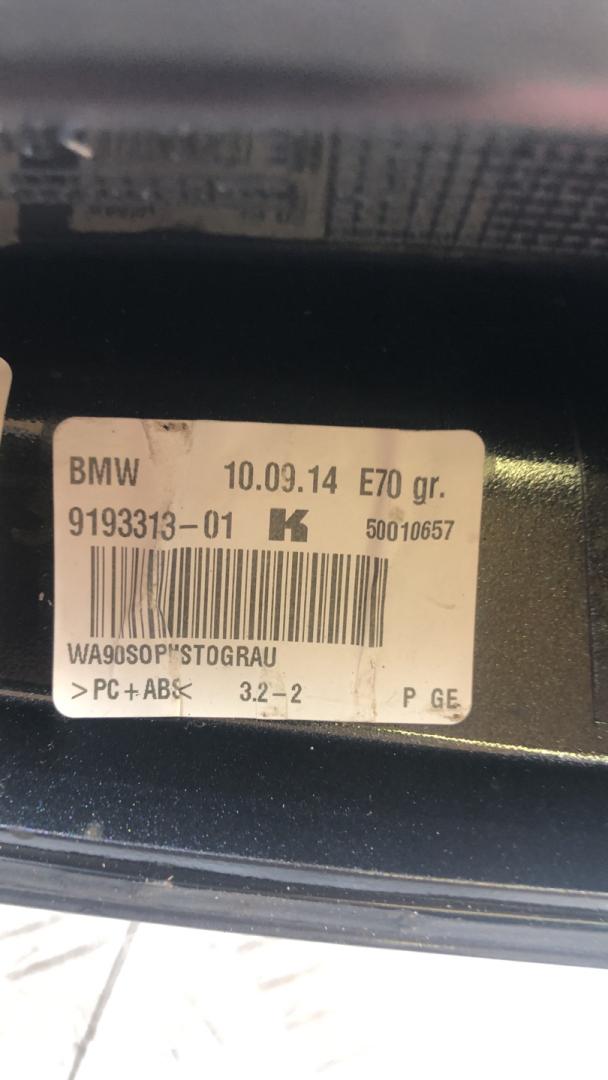 BMW 10.09.14 E70 gr.
9193313-01 K 50010657
WA90SOPHSTOGRAU
>PC+ABS< 3.2-2 P GE